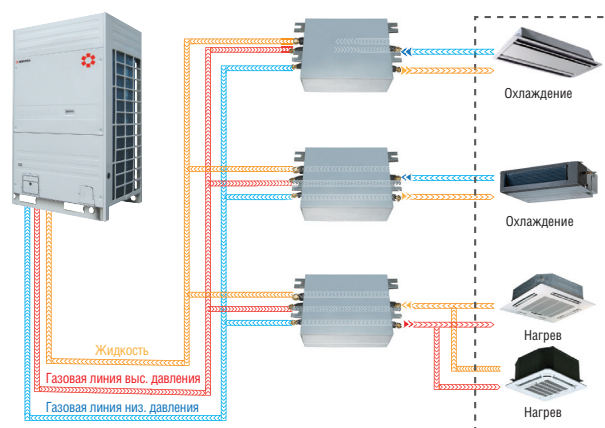 Охлаждение
Охлаждение
Нагрев
Нагрев
Жидкость
Газовая линия выс. давления
Газовая линия низ. давления